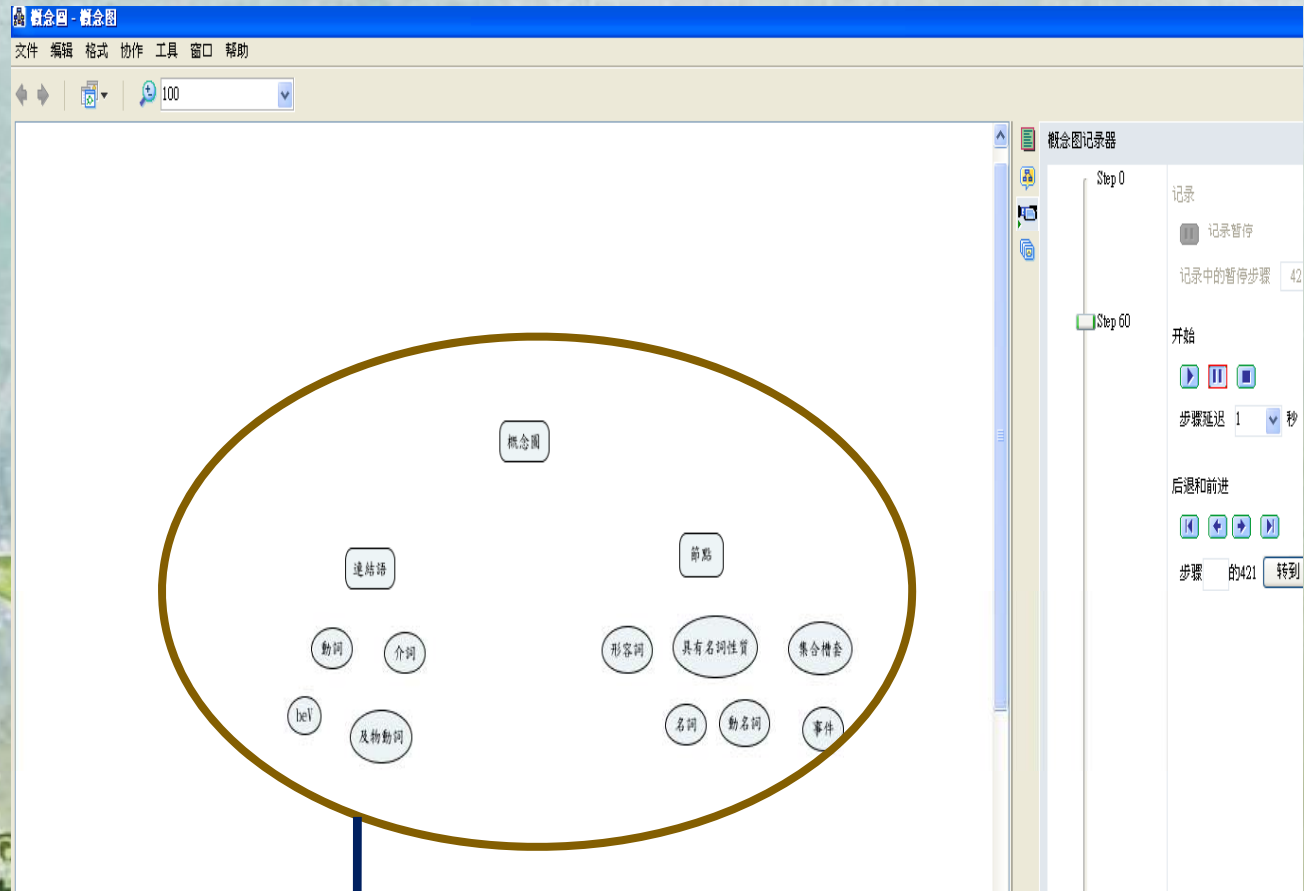 概念图 - 概念图
文件 编辑 格式 协作 工具 窗口 帮助
100
概念图记录器
Step 0
记录
记录暂停
记录中的暂停步骤 42
Step 60
开始
步骤延迟 1 秒
后退和前进
步骤 的421 转到
概念圖
連結語
節點
動詞
介詞
形容詞
具有名詞性質
集合槽套
beV
及物動詞
名詞
動名詞
事件